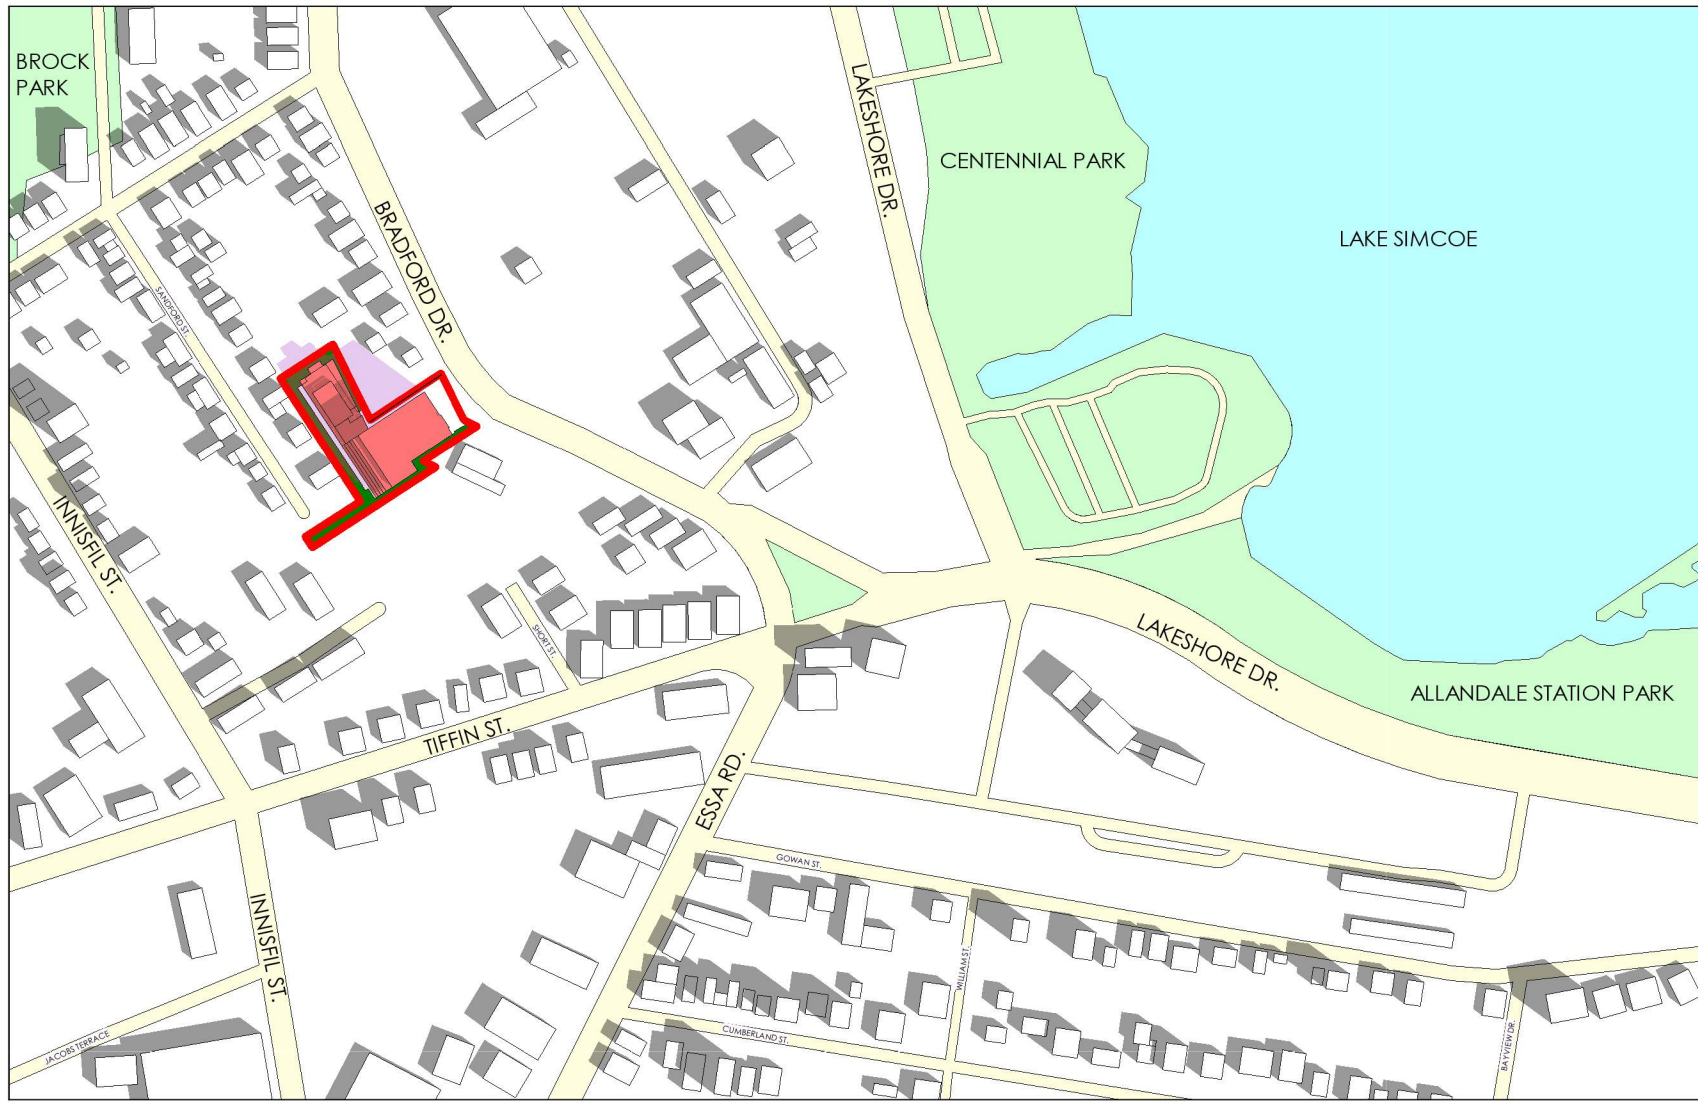 BROCK
PARK
LAKESHORE DR.
CENTENNIAL PARK
BRADFORD DR.
LAKE SIMCOE
SANDFORD ST.
INNISFIL ST.
SHORT ST.
LAKESHORE DR.
ALLANDALE STATION PARK
TIFFIN ST.
ESSA RD.
GOWAN ST.
INNISFIL ST.
WILLIAM ST.
CUMBERLAND ST.
JACOBS TERRACE
BAYVIEW DR.